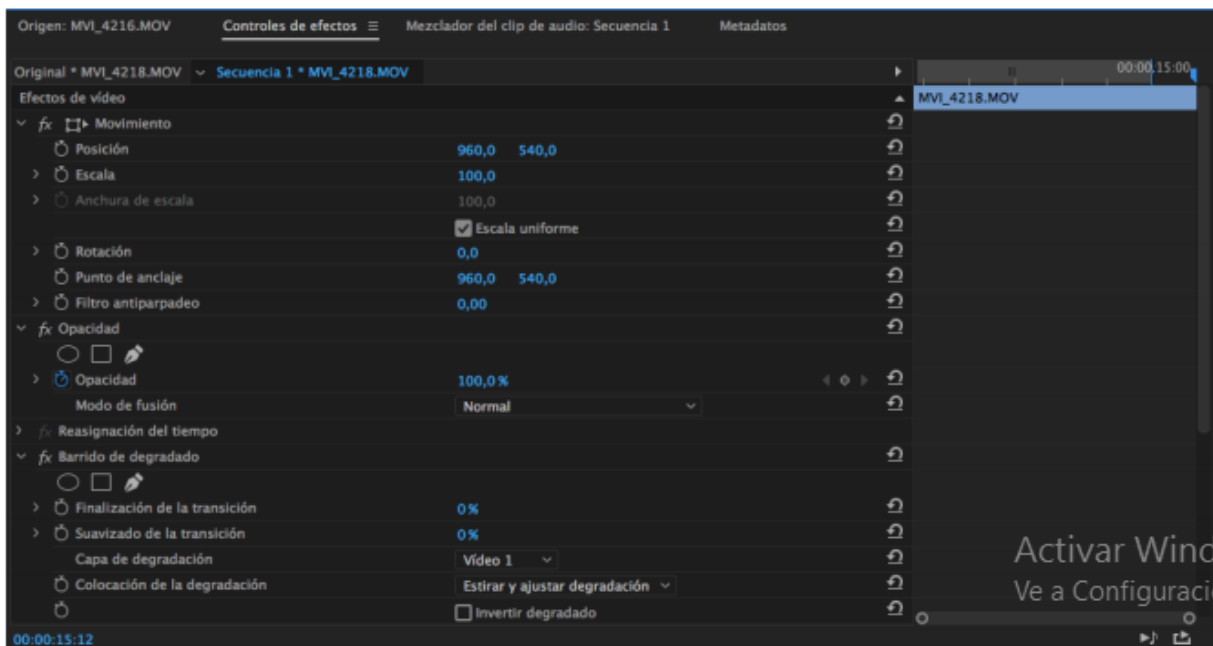 Origen: MVI_4216.MOV Controles de efectos Mezclador del clip de audio: Secuencia 1 Metadatos
Original * MVI_4218.MOV Secuencia 1 * MVI_4218.MOV 00:00:15:00
Efectos de vídeo MVI_4218.MOV
fx Movimiento
Posición 960,0 540,0
Escala 100,0
Anchura de escala 100,0
Escala uniforme
Rotación 0,0
Punto de anclaje 960,0 540,0
Filtro antiparpadeo 0,00
fx Opacidad
Opacidad 100,0 %
Modo de fusión Normal
fx Reasignación del tiempo
fx Barrido de degradado
Finalización de la transición 0 %
Suavizado de la transición 0 %
Capa de degradación Vídeo 1
Colocación de la degradación Estirar y ajustar degradación
Invertir degradado
Activar Wind
Ve a Configuraci
00:00:15:12